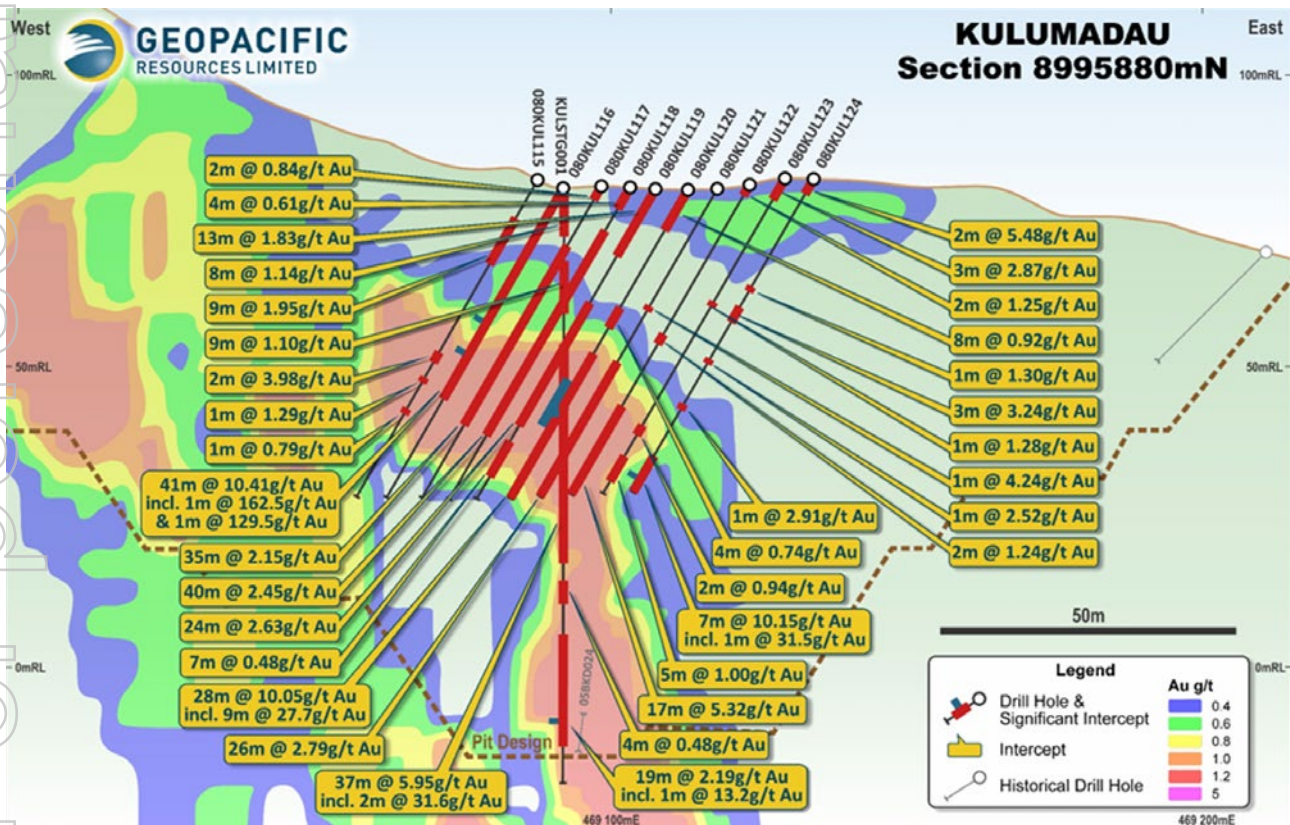 West
GEOPACIFIC
RESOURCES LIMITED
KULUMADAU
Section 8995880mN
East
100mRL
100mRL
080KUL115
KULSTG001
080KUL116
080KUL117
080KUL118
080KUL119
080KUL120
080KUL121
080KUL122
080KUL123
080KUL124
2m @ 0.84g/t Au
4m @ 0.61g/t Au
13m @ 1.83g/t Au
8m @ 1.14g/t Au
9m @ 1.95g/t Au
9m @ 1.10g/t Au
2m @ 3.98g/t Au
1m @ 1.29g/t Au
1m @ 0.79g/t Au
41m @ 10.41g/t Au
incl. 1m @ 162.5g/t Au
& 1m @ 129.5g/t Au
35m @ 2.15g/t Au
40m @ 2.45g/t Au
24m @ 2.63g/t Au
7m @ 0.48g/t Au
28m @ 10.05g/t Au
incl. 9m @ 27.7g/t Au
26m @ 2.79g/t Au
37m @ 5.95g/t Au
incl. 2m @ 31.6g/t Au
50mRL
0mRL
2m @ 5.48g/t Au
3m @ 2.87g/t Au
2m @ 1.25g/t Au
8m @ 0.92g/t Au
1m @ 1.30g/t Au
3m @ 3.24g/t Au
1m @ 1.28g/t Au
1m @ 4.24g/t Au
1m @ 2.52g/t Au
2m @ 1.24g/t Au
50mRL
1m @ 2.91g/t Au
4m @ 0.74g/t Au
2m @ 0.94g/t Au
7m @ 10.15g/t Au
incl. 1m @ 31.5g/t Au
5m @ 1.00g/t Au
17m @ 5.32g/t Au
4m @ 0.48g/t Au
19m @ 2.19g/t Au
incl. 1m @ 13.2g/t Au
05BKD024
Pit Design
50m
0mRL
Legend
Drill Hole &
Significant Intercept
Intercept
Historical Drill Hole
Au g/t
0.4
0.6
0.8
1.0
1.2
5
469 100mE
469 200mE